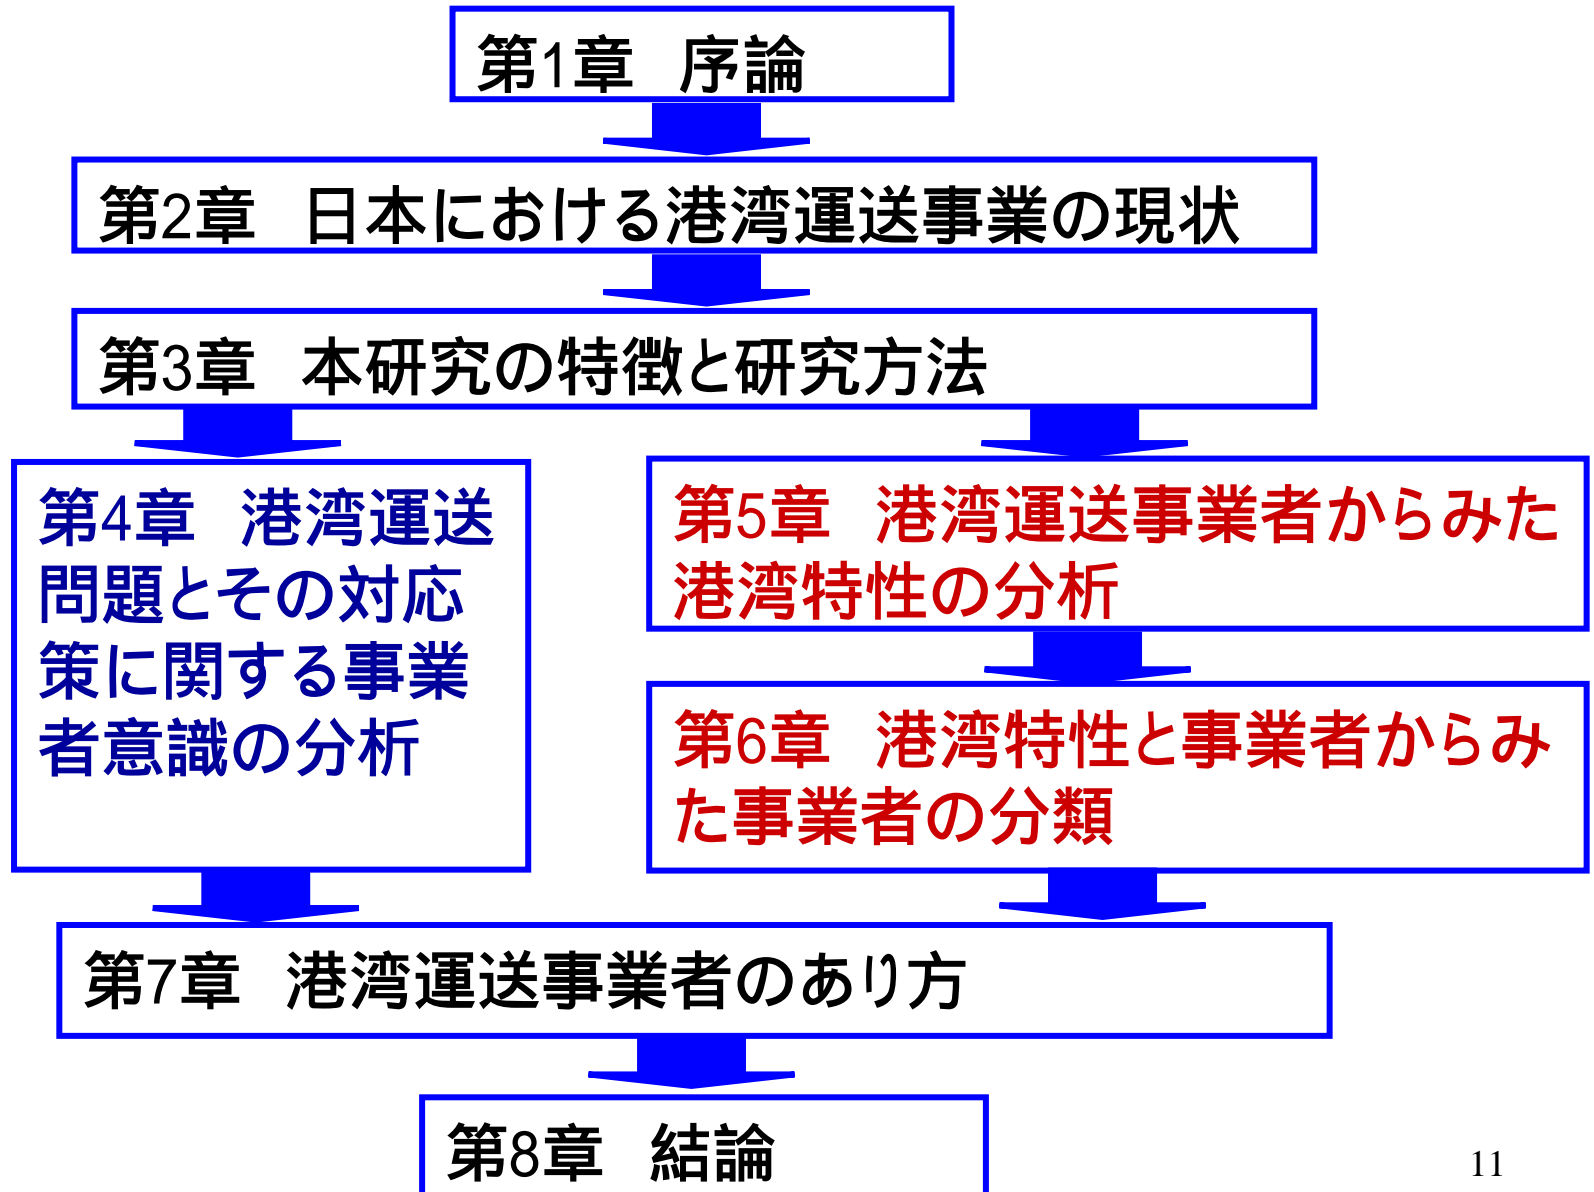 第1章　序論
第2章　日本における港湾運送事業の現状
第3章　本研究の特徴と研究方法
第4章　港湾運送
問題とその対応
策に関する事業
者意識の分析
第5章　港湾運送事業者からみた
港湾特性の分析
第6章　港湾特性と事業者からみ
た事業者の分類
第7章　港湾運送事業者のあり方
第8章　結論
11